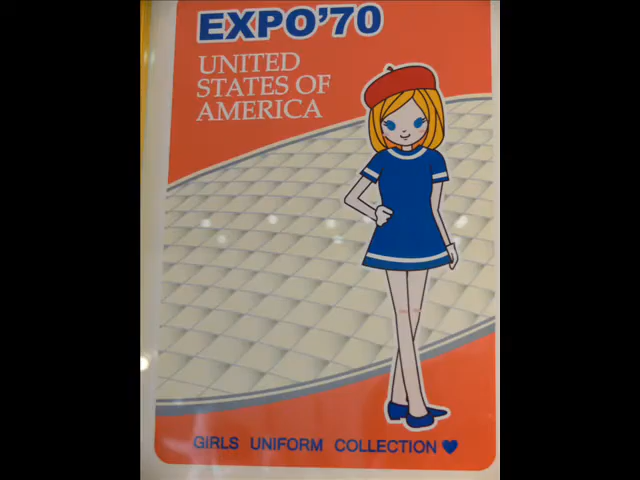 EXPO'70
UNITED
STATES OF
AMERICA
GIRLS UNIFORM COLLECTION